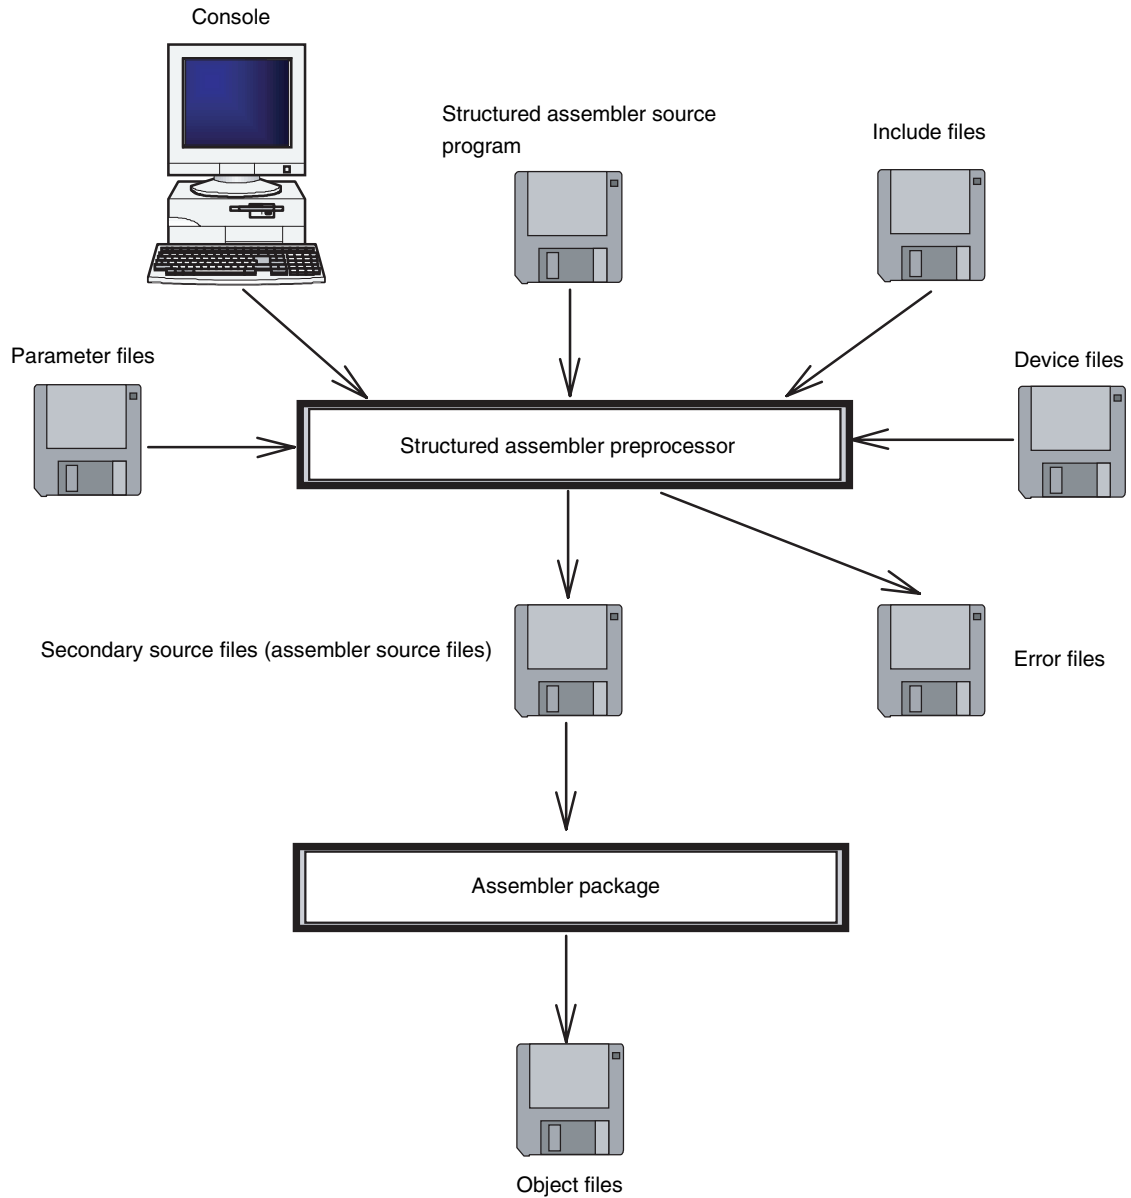 Console
Structured assembler source
program
Include files
Parameter files
Device files
Structured assembler preprocessor
Secondary source files (assembler source files)
Error files
Assembler package
Object files